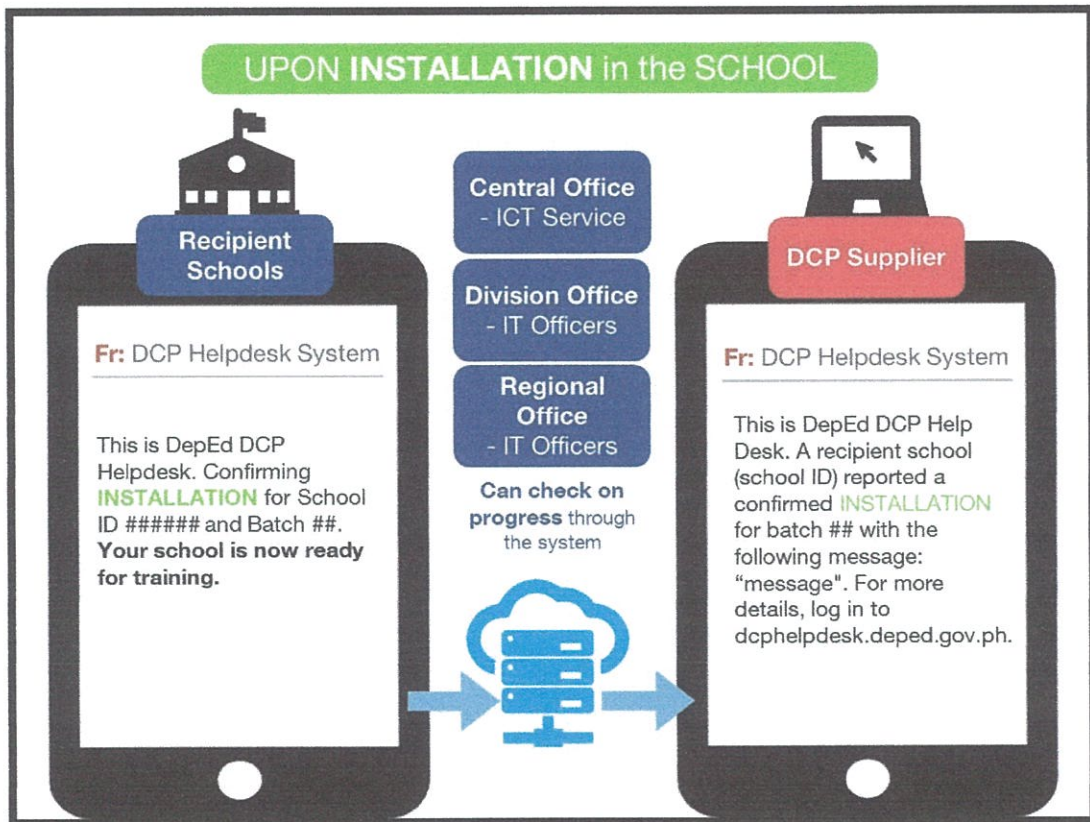 UPON INSTALLATION in the SCHOOL
Recipient
Schools
Fr: DCP Helpdesk System
This is DepEd DCP
Helpdesk. Confirming
INSTALLATION for School
ID ###### and Batch ##.
Your school is now ready
for training.
Central Office
- ICT Service
Division Office
- IT Officers
Regional
Office
- IT Officers
Can check on
progress through
the system
DCP Supplier
Fr: DCP Helpdesk System
This is DepEd DCP Help
Desk. A recipient school
(school ID) reported a
confirmed INSTALLATION
for batch ## with the
following message:
“message". For more
details, log in to
dcphelpdesk.deped.gov.ph.